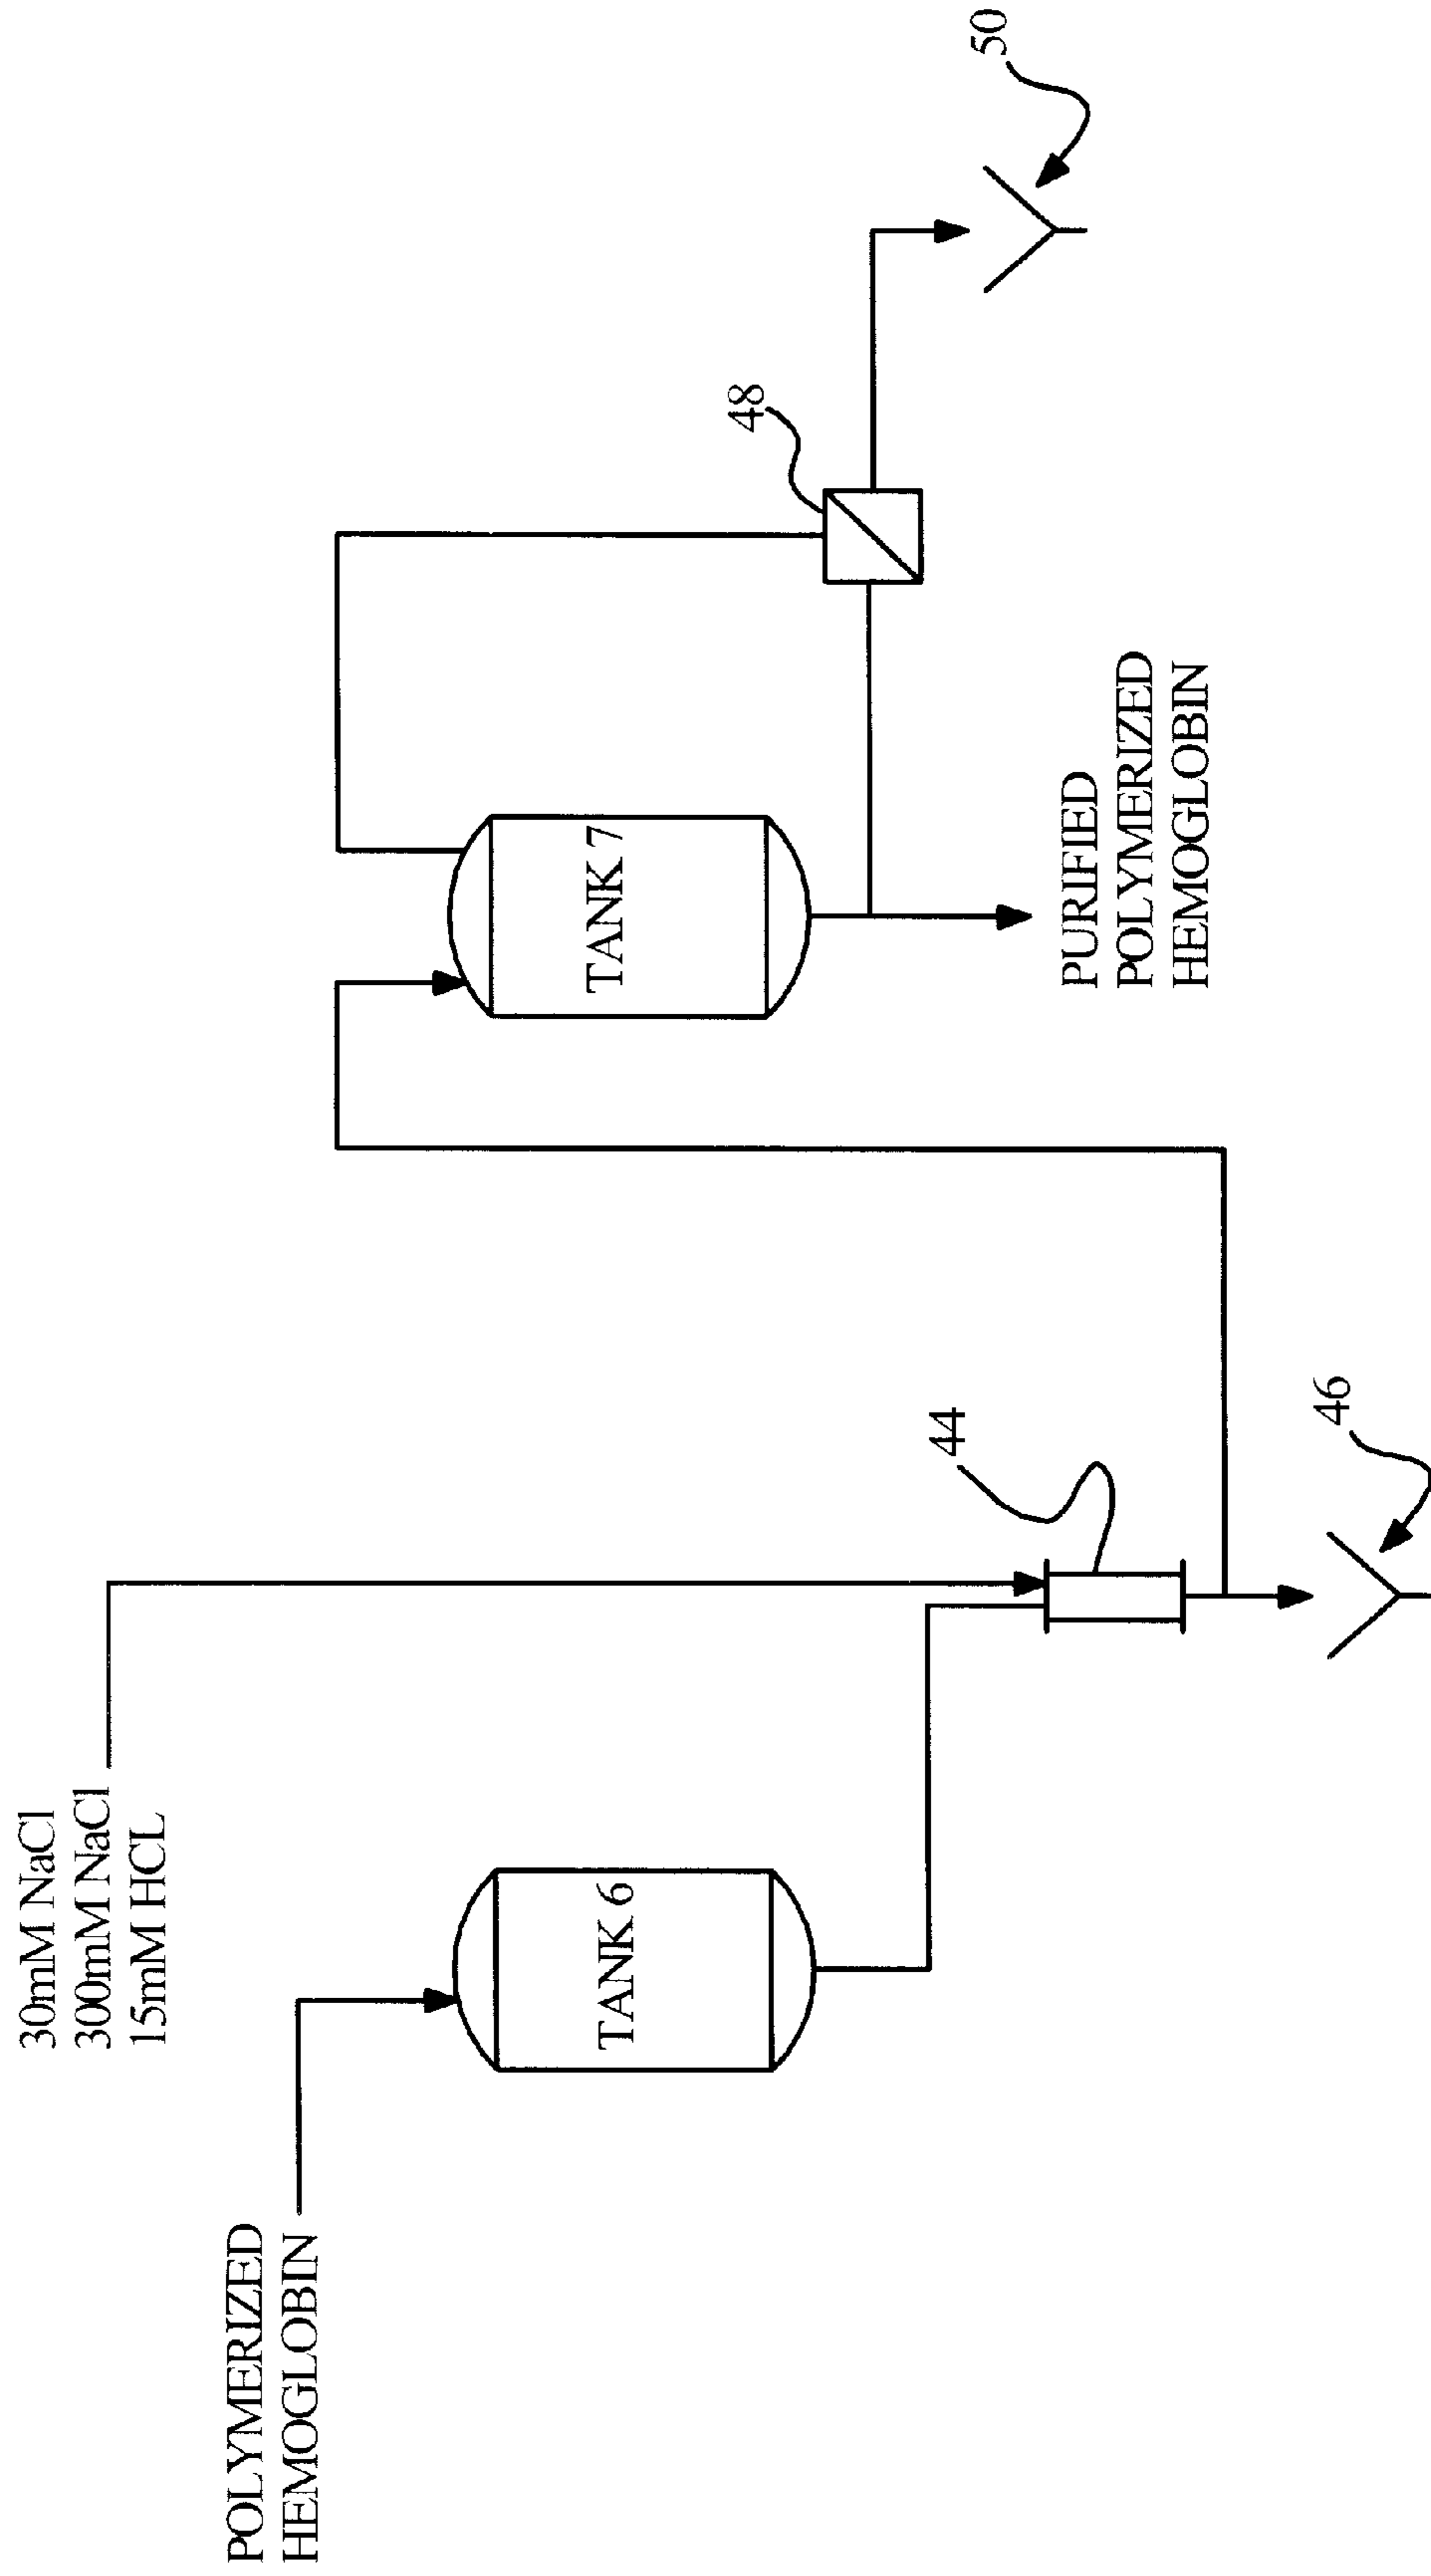 30mM NaCl
300mM NaCl
15mM HCL
POLYMERIZED
HEMOGLOBIN
TANK 6
44
46
TANK 7
48
50
PURIFIED
POLYMERIZED
HEMOGLOBIN